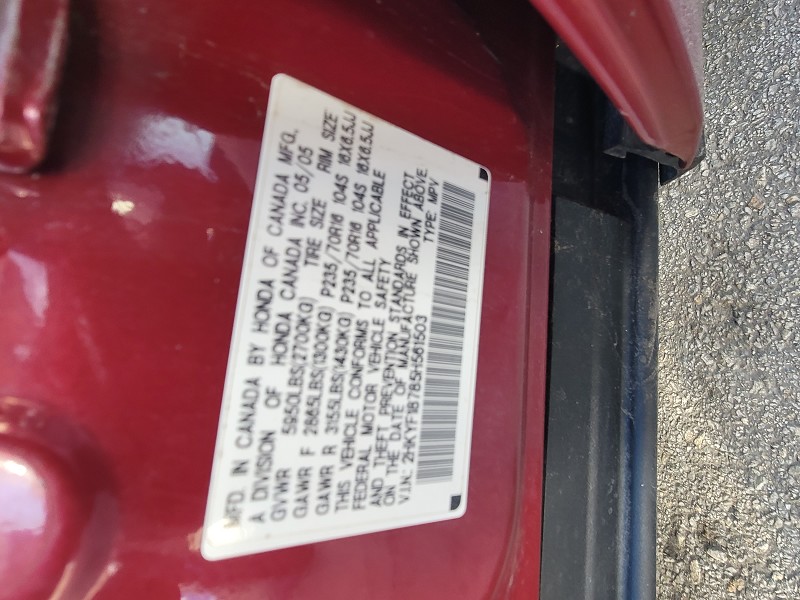 MFD. IN CANADA BY HONDA OF CANADA MFG.
A DIVISION OF HONDA CANADA INC. 05/05
GVWR 5950LBS(2700KG) TIRE SIZE RIM SIZE
GAWR F 2865LBS(1300KG) P235/70R16 104S 16X6.5JJ
GAWR R 3155LBS(1430KG) P235/70R16 104S 16X6.5JJ
THIS VEHICLE CONFORMS TO ALL APPLICABLE
FEDERAL MOTOR VEHICLE SAFETY
AND THEFT PREVENTION STANDARDS IN EFFECT
ON THE DATE OF MANUFACTURE SHOWN ABOVE
V.I.N.: 2HKYF18785H561503 TYPE: MPV